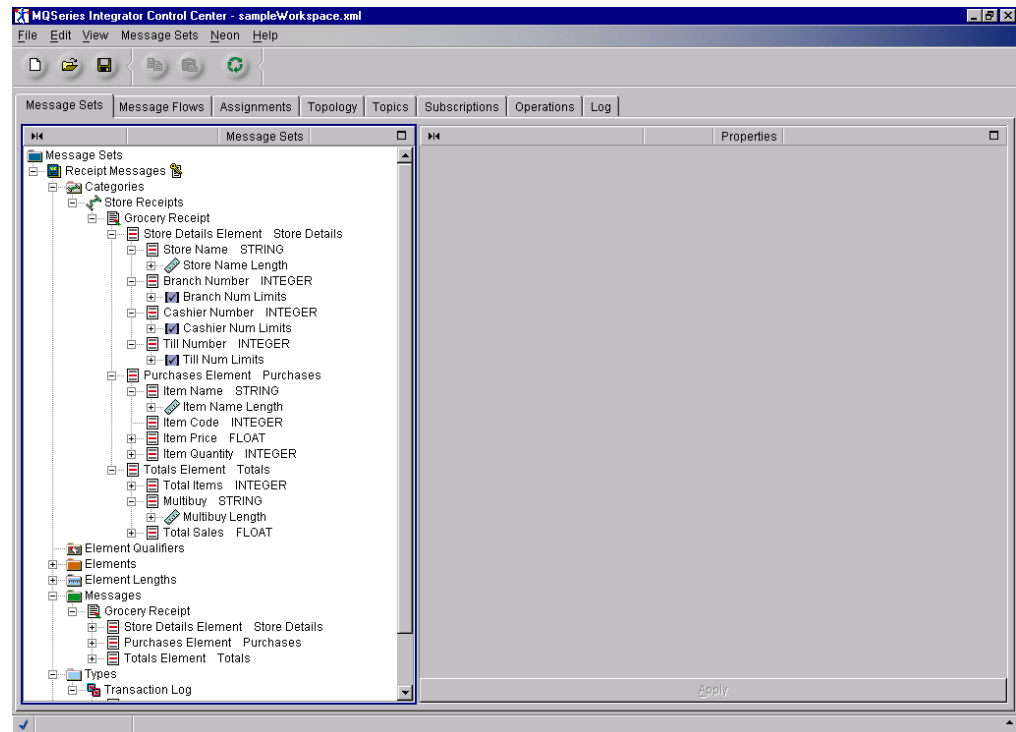 MQSeries Integrator Control Center - sampleWorkspace.xml
File Edit View Message Sets Neon Help
Message Sets Message Flows Assignments Topology Topics Subscriptions Operations Log
Message Sets Properties
Message Sets
Receipt Messages
Categories
Store Receipts
Grocery Receipt
Store Details Element Store Details
Store Name STRING
Store Name Length
Branch Number INTEGER
Branch Num Limits
Cashier Number INTEGER
Cashier Num Limits
Till Number INTEGER
Till Num Limits
Purchases Element Purchases
Item Name STRING
Item Name Length
Item Code INTEGER
Item Price FLOAT
Item Quantity INTEGER
Totals Element Totals
Total Items INTEGER
Multibuy STRING
Multibuy Length
Total Sales FLOAT
Element Qualifiers
Elements
Element Lengths
Messages
Grocery Receipt
Store Details Element Store Details
Purchases Element Purchases
Totals Element Totals
Types
Transaction Log
Apply